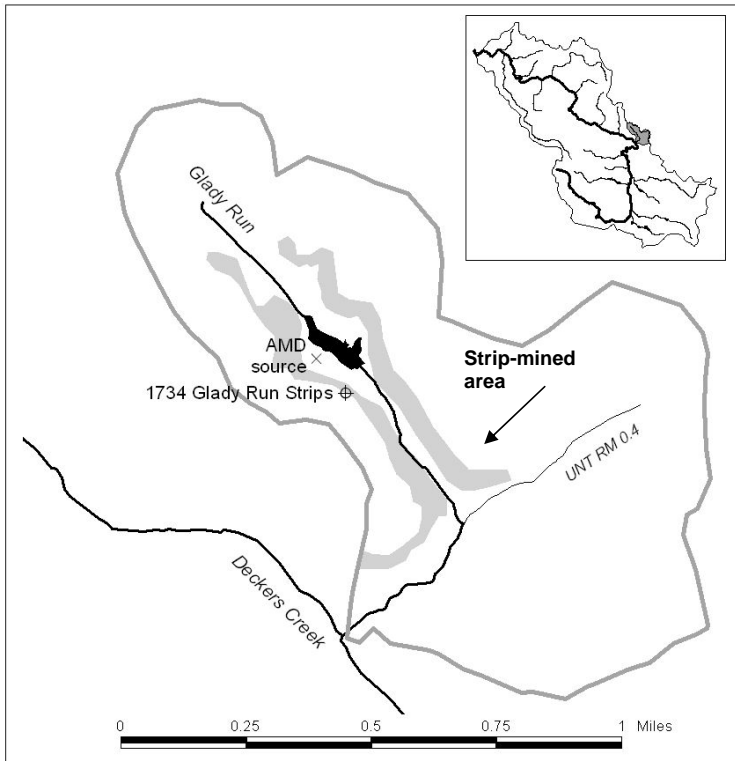 Glady Run
AMD
source
1734 Glady Run Strips
Strip-mined
area
UNT RM 0.4
Deckers Creek
0 0.25 0.5 0.75 1 Miles